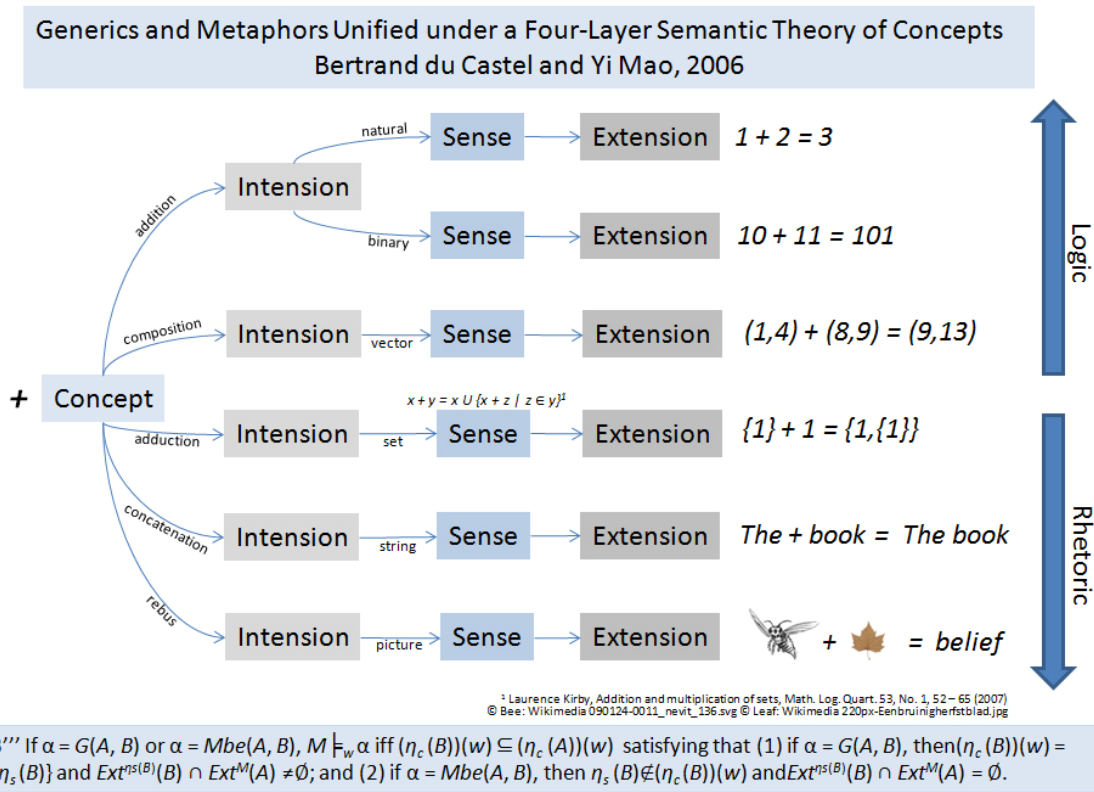 Generics and Metaphors Unified under a Four-Layer Semantic Theory of Concepts
Bertrand du Castel and Yi Mao, 2006
natural
Sense
Extension
1 + 2 = 3
addition
Intension
binary
Sense
Extension
10 + 11 = 101
Logic
composition
Intension
vector
Sense
Extension
(1,4) + (8,9) = (9,13)
+
Concept
x + y = x U {x + z | z ∈ y}¹
adduction
Intension
set
Sense
Extension
{1} + 1 = {1,{1}}
concatenation
Intension
string
Sense
Extension
The + book = The book
Rhetoric
rebus
Intension
picture
Sense
Extension
+ = belief
¹ Laurence Kirby, Addition and multiplication of sets, Math. Log. Quart. 53, No. 1, 52 – 65 (2007)
© Bee: Wikimedia 090124-0011_nevit_136.svg © Leaf: Wikimedia 220px-Eenbruinigherfstblad.jpg
''' If α = G(A, B) or α = Mbe(A, B), M ⊧w α iff (ηc (B))(w) ⊆ (ηc (A))(w) satisfying that (1) if α = G(A, B), then(ηc (B))(w) =
ηs (B)} and Ext^ηs(B)(B) ∩ Ext^M(A) ≠Ø; and (2) if α = Mbe(A, B), then ηs (B)∉(ηc (B))(w) andExt^ηs(B)(B) ∩ Ext^M(A) = Ø.